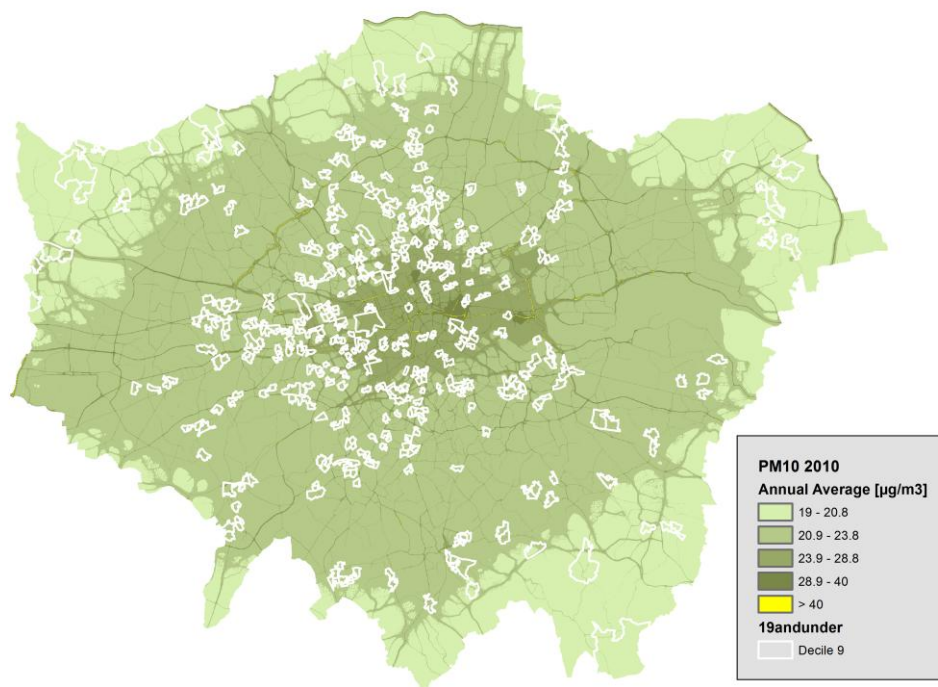 PM10 2010
Annual Average [µg/m3]
19 - 20.8
20.9 - 23.8
23.9 - 28.8
28.9 - 40
> 40
19andunder
Decile 9